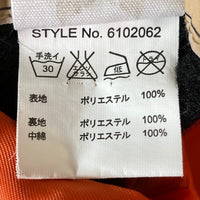 STYLE No. 6102062
手洗イ
30
表地 ポリエステル 100%
裏地 ポリエステル 100%
中綿 ポリエステル 100%